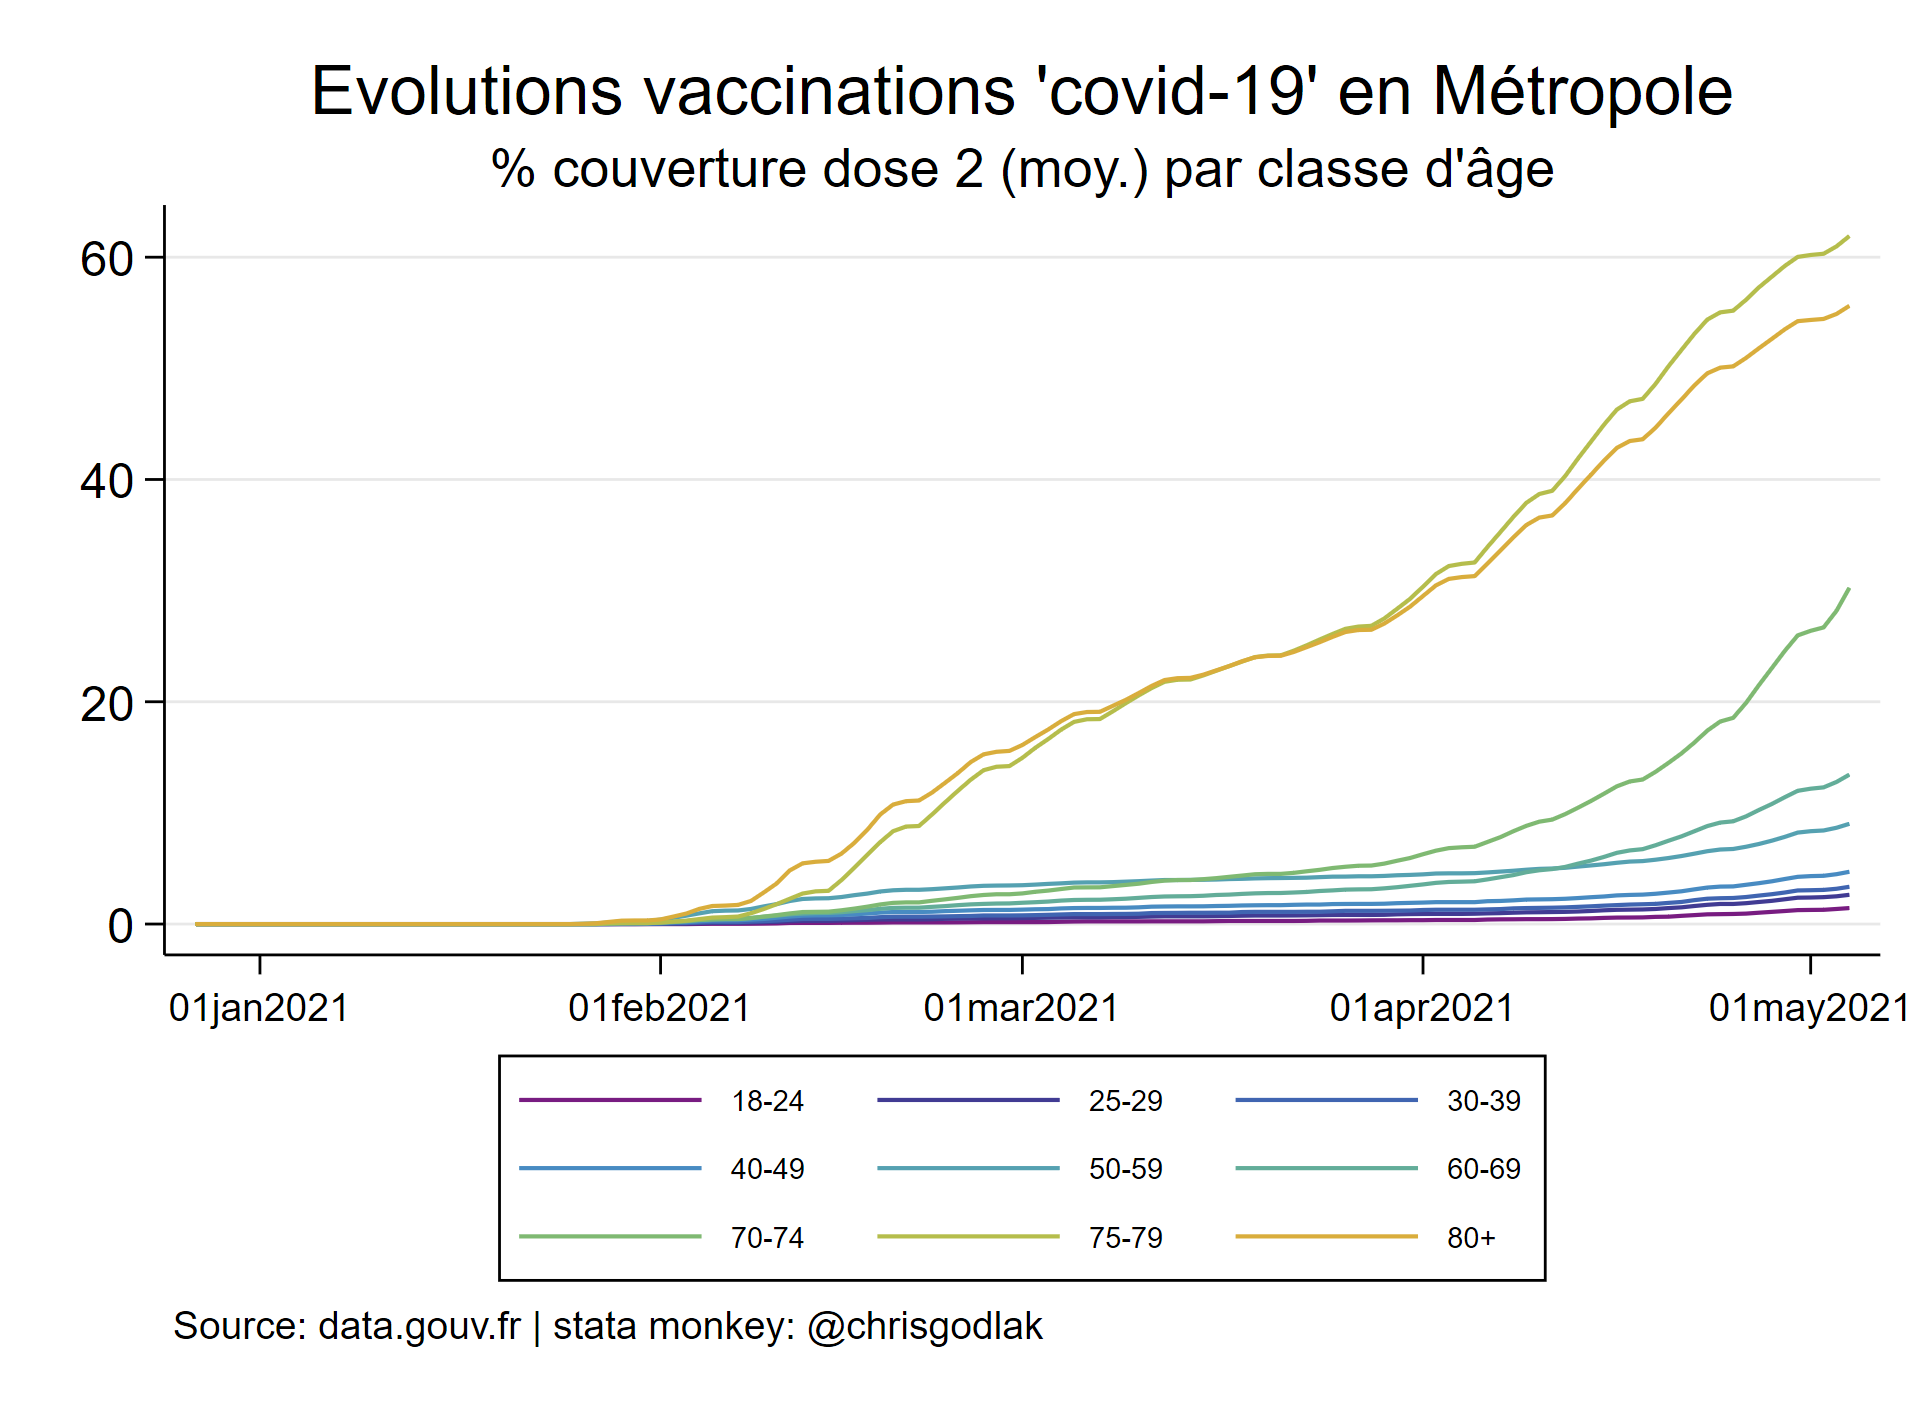 Evolutions vaccinations 'covid-19' en Métropole
% couverture dose 2 (moy.) par classe d'âge
60
40
20
0
01jan2021 01feb2021 01mar2021 01apr2021 01may2021
18-24 25-29 30-39
40-49 50-59 60-69
70-74 75-79 80+
Source: data.gouv.fr | stata monkey: @chrisgodlak